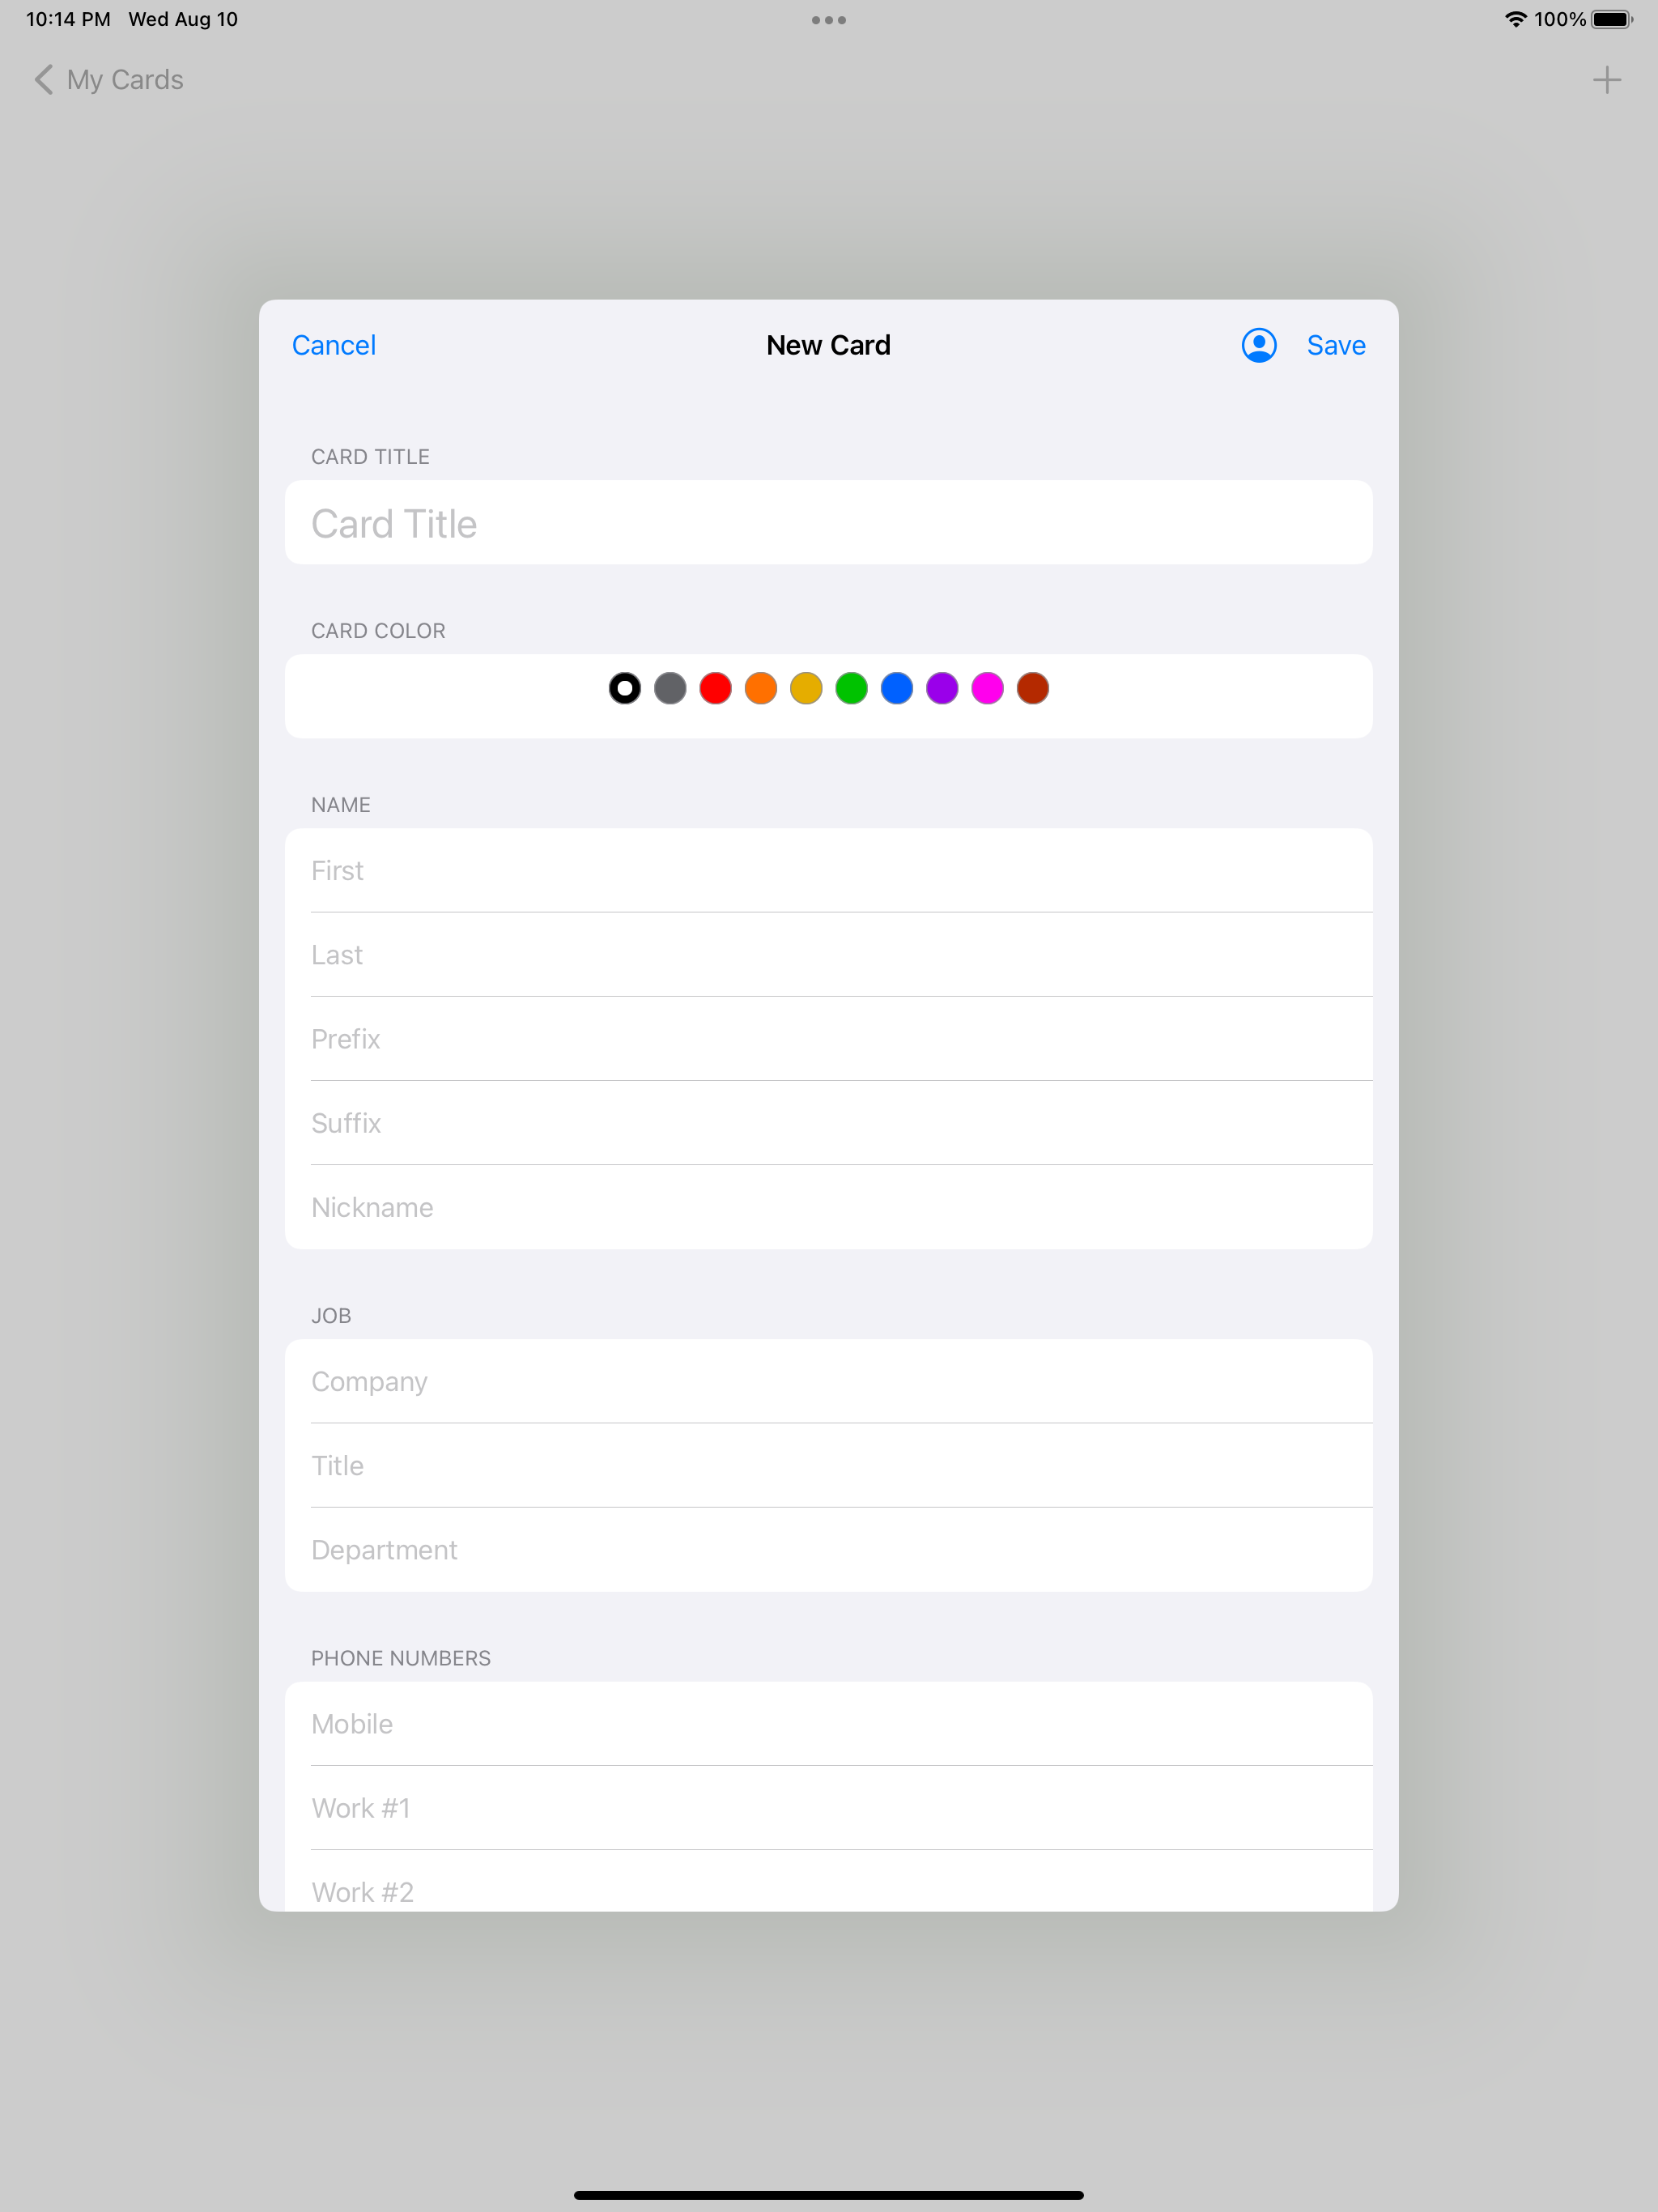 10:14 PM Wed Aug 10
100%
My Cards
Cancel
New Card
Save
CARD TITLE
Card Title
CARD COLOR
NAME
First
Last
Prefix
Suffix
Nickname
JOB
Company
Title
Department
PHONE NUMBERS
Mobile
Work #1
Work #2